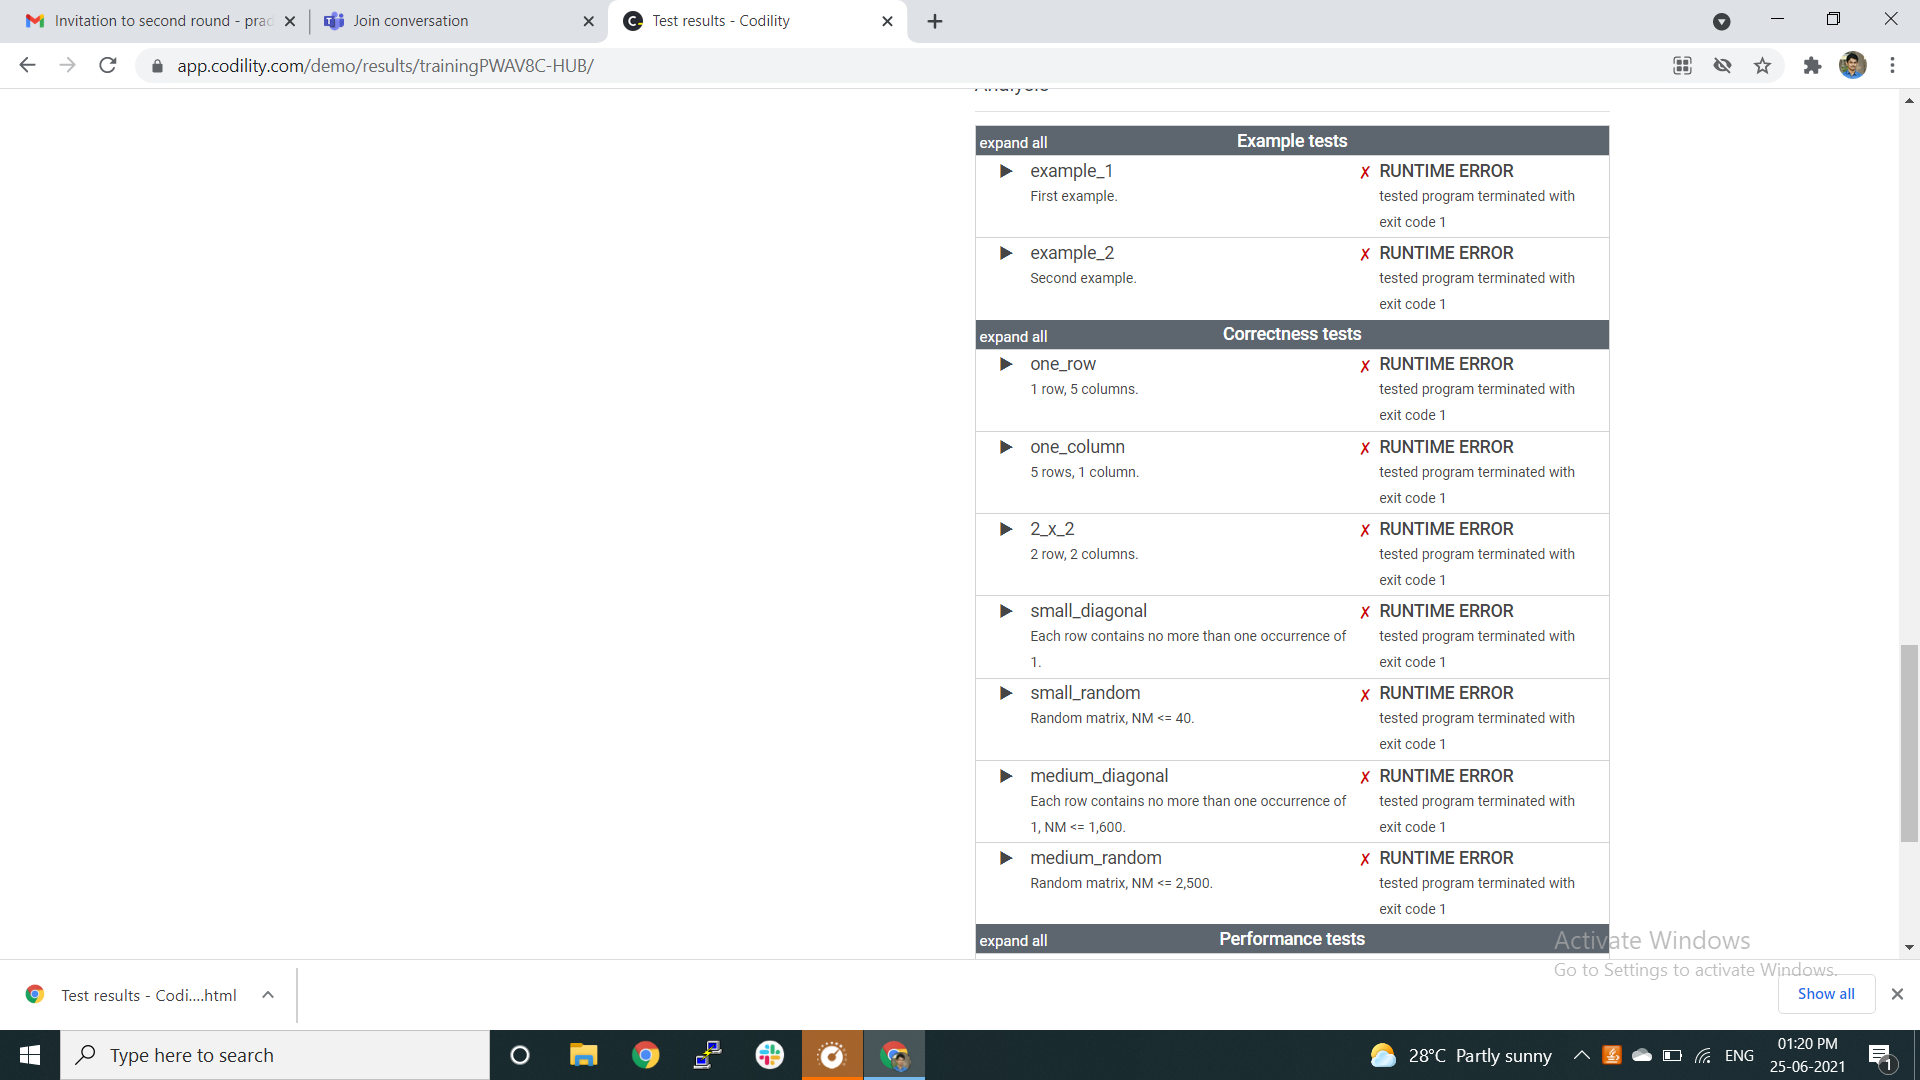 Invitation to second round - prad
Join conversation
Test results - Codility
app.codility.com/demo/results/trainingPWAV8C-HUB/
Analysis
expand all Example tests
example_1 ✗ RUNTIME ERROR
First example. tested program terminated with
exit code 1
example_2 ✗ RUNTIME ERROR
Second example. tested program terminated with
exit code 1
expand all Correctness tests
one_row ✗ RUNTIME ERROR
1 row, 5 columns. tested program terminated with
exit code 1
one_column ✗ RUNTIME ERROR
5 rows, 1 column. tested program terminated with
exit code 1
2_x_2 ✗ RUNTIME ERROR
2 row, 2 columns. tested program terminated with
exit code 1
small_diagonal ✗ RUNTIME ERROR
Each row contains no more than one occurrence of tested program terminated with
1. exit code 1
small_random ✗ RUNTIME ERROR
Random matrix, NM <= 40. tested program terminated with
exit code 1
medium_diagonal ✗ RUNTIME ERROR
Each row contains no more than one occurrence of tested program terminated with
1, NM <= 1,600. exit code 1
medium_random ✗ RUNTIME ERROR
Random matrix, NM <= 2,500. tested program terminated with
exit code 1
expand all Performance tests
Activate Windows
Go to Settings to activate Windows.
Test results - Codi....html
Show all
Type here to search
28°C Partly sunny
ENG
01:20 PM
25-06-2021
1